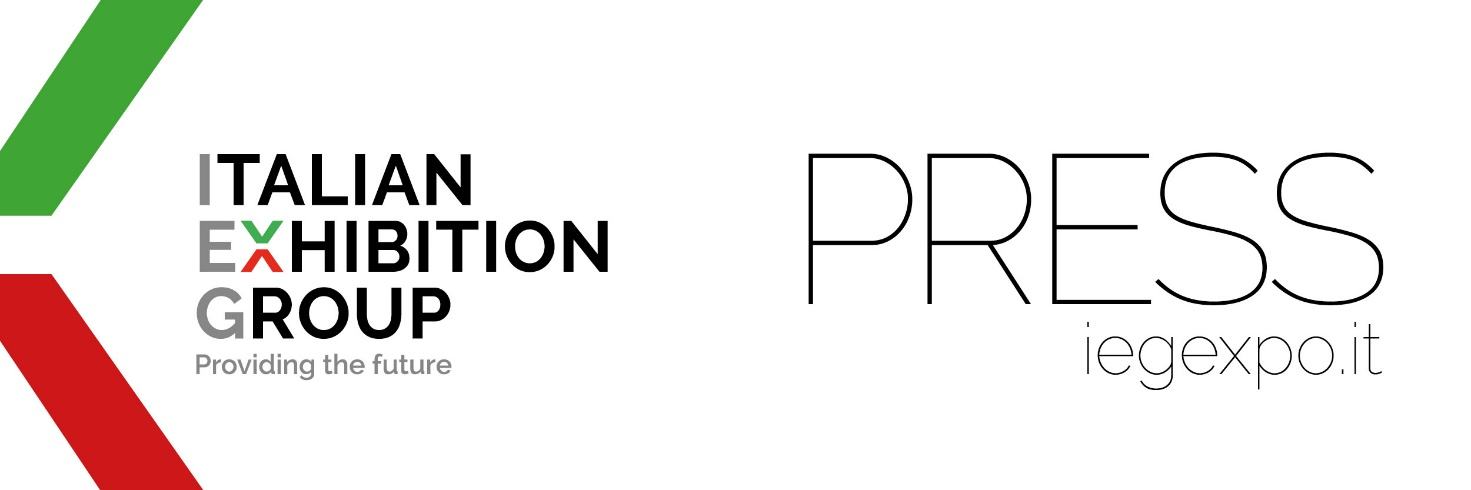 ITALIAN
EXHIBITION
GROUP
Providing the future
PRESS
iegexpo.it